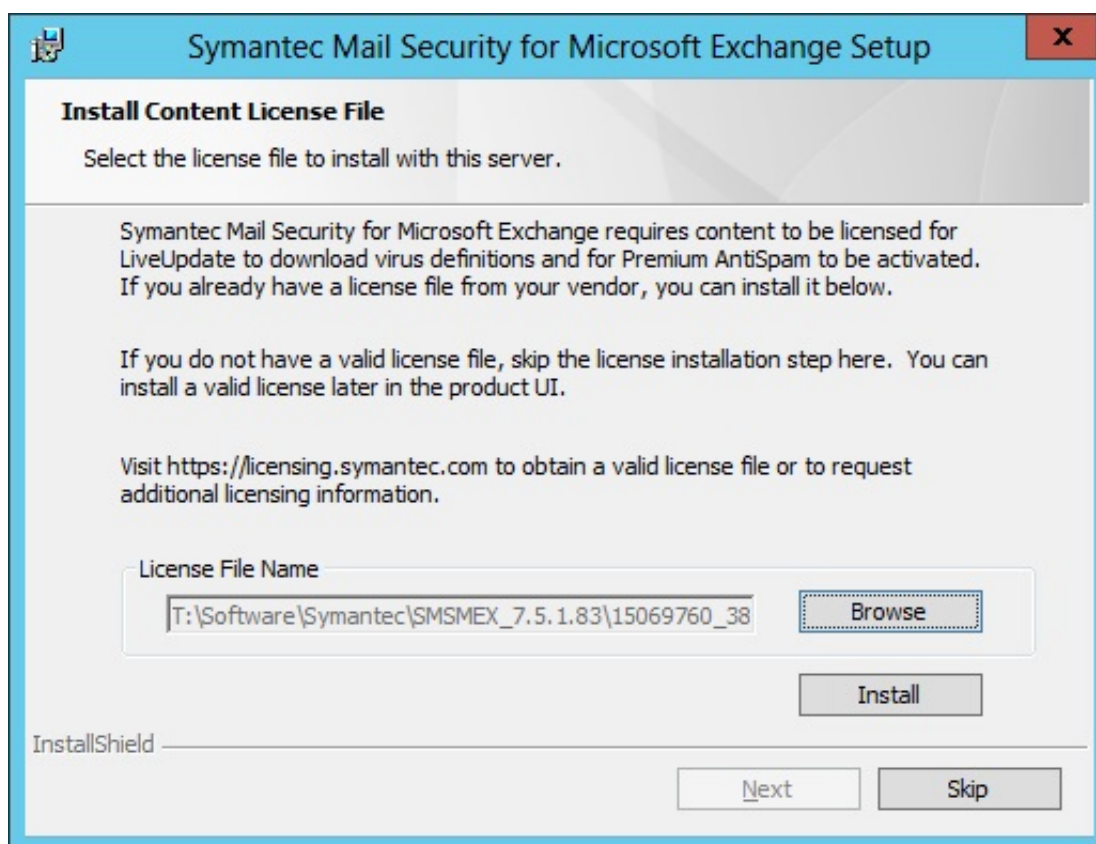 Symantec Mail Security for Microsoft Exchange Setup
x
Install Content License File
Select the license file to install with this server.
Symantec Mail Security for Microsoft Exchange requires content to be licensed for
LiveUpdate to download virus definitions and for Premium AntiSpam to be activated.
If you already have a license file from your vendor, you can install it below.
If you do not have a valid license file, skip the license installation step here.  You can
install a valid license later in the product UI.
Visit https://licensing.symantec.com to obtain a valid license file or to request
additional licensing information.
License File Name
T:\Software\Symantec\SMSMEX_7.5.1.83\15069760_38
Browse
Install
InstallShield
Next
Skip